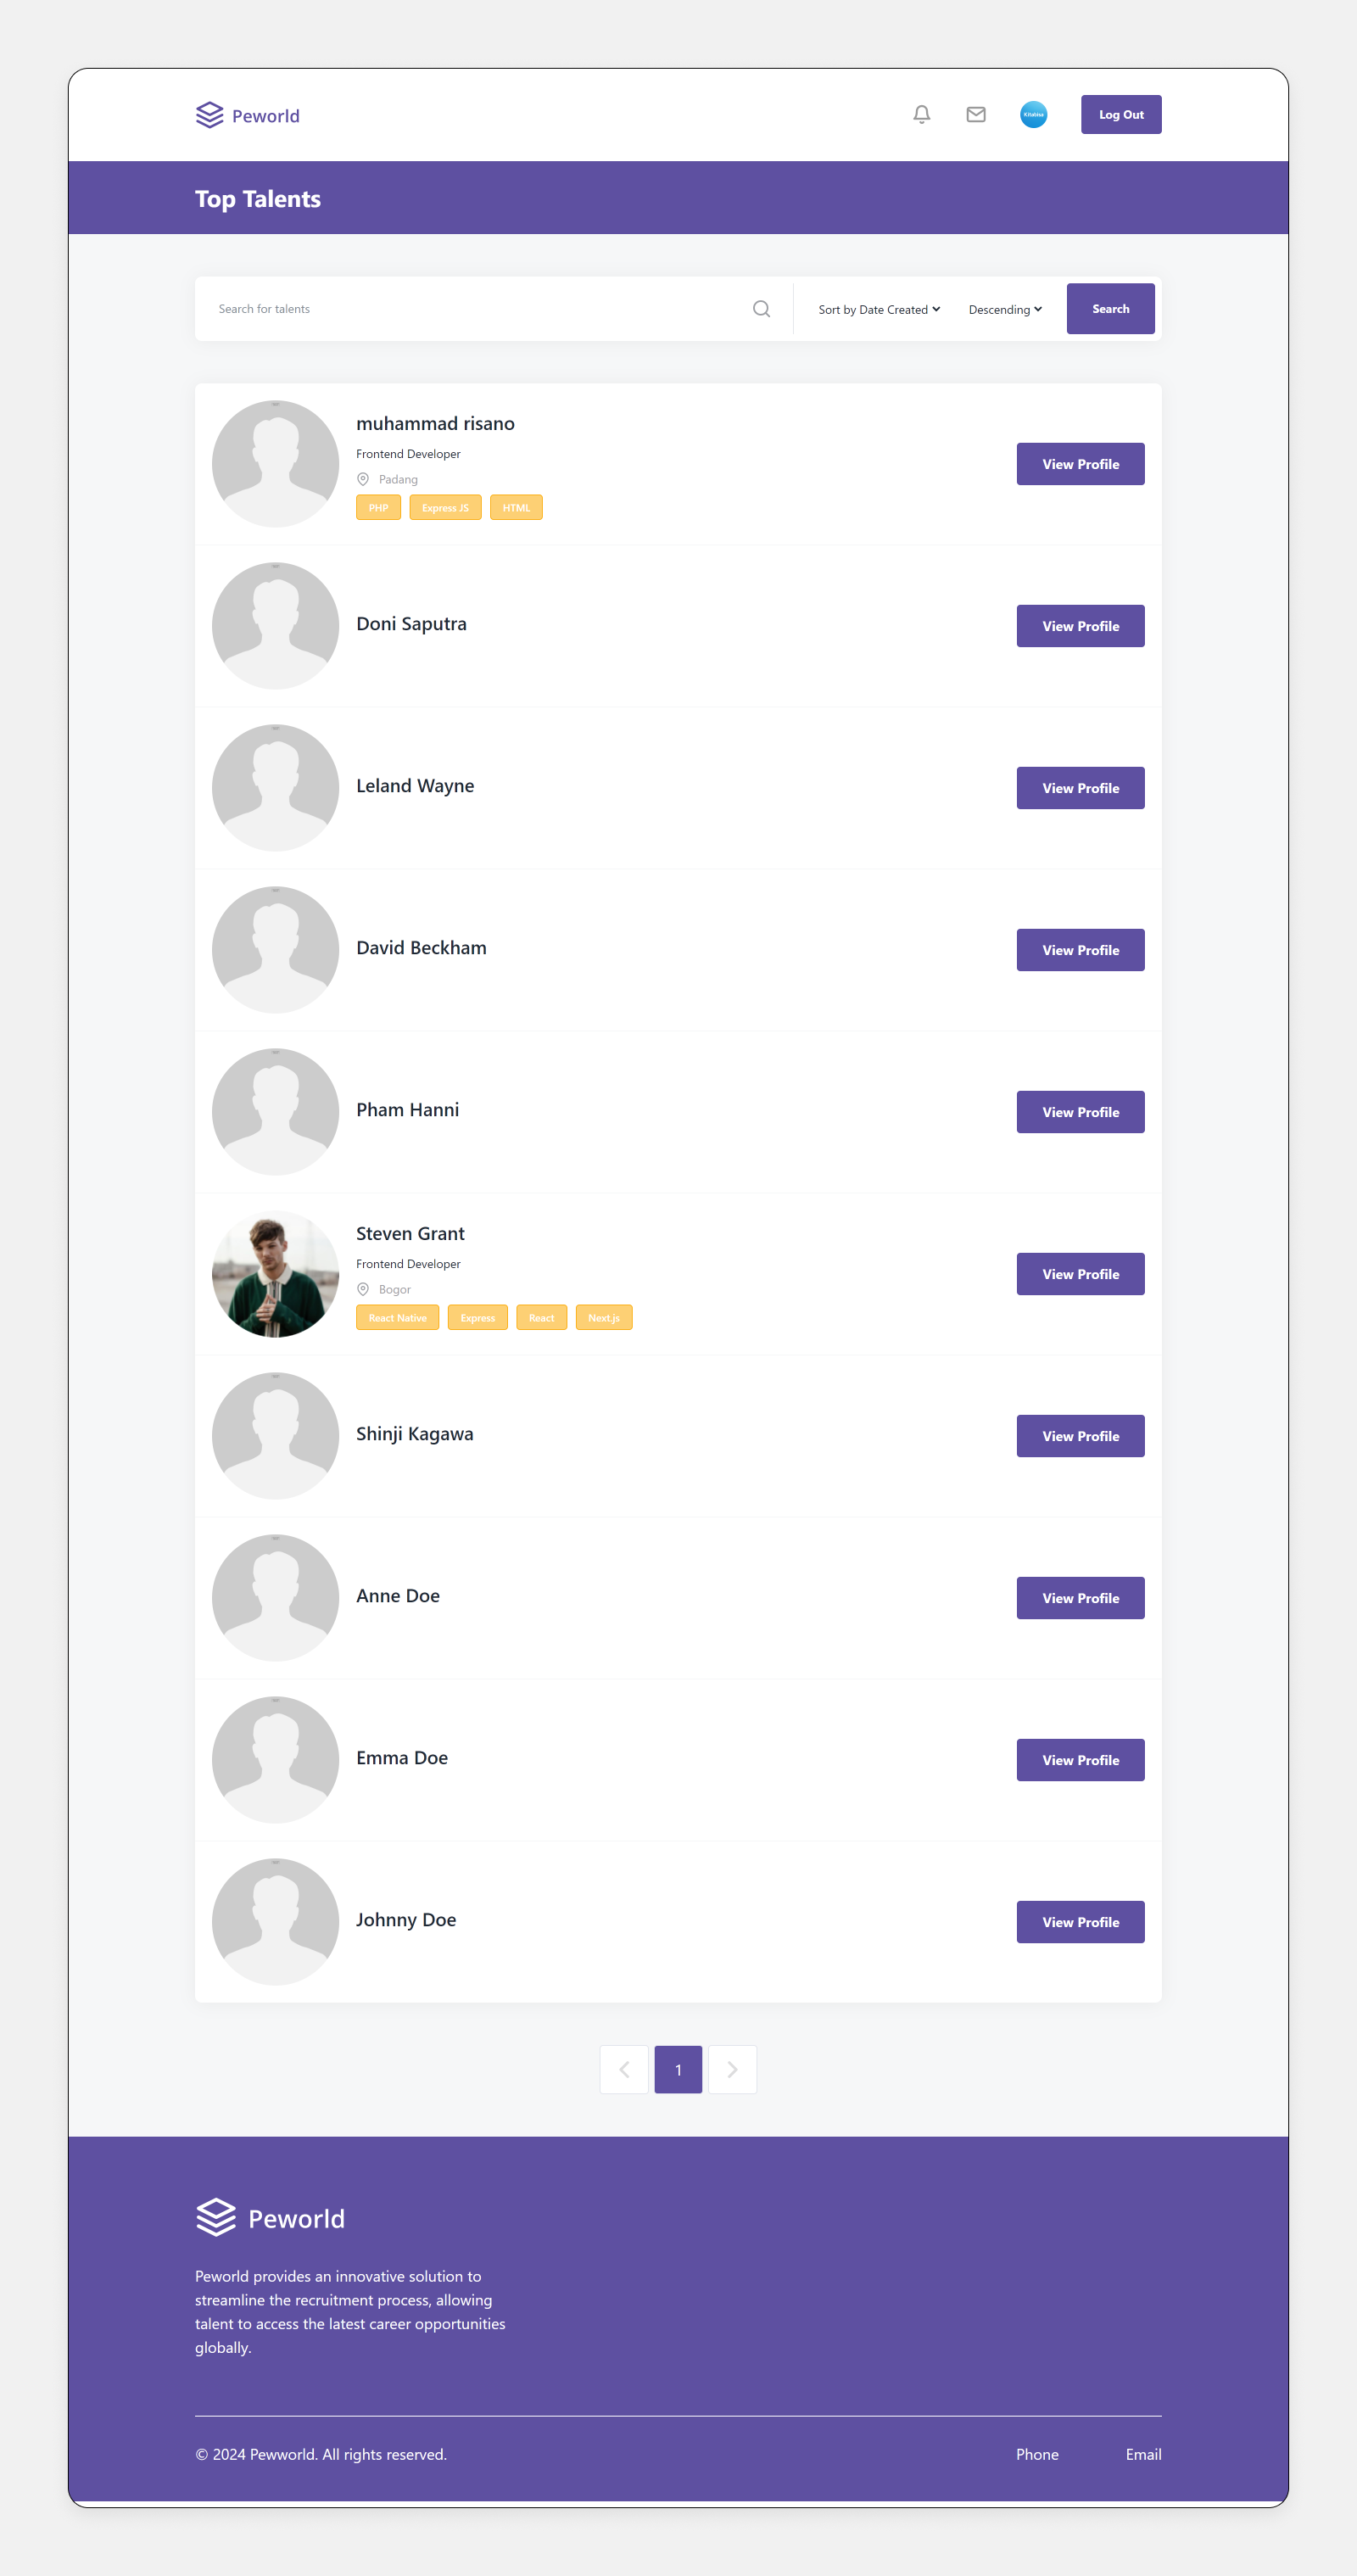 Peworld
Kitabisa
Log Out
Top Talents
Search for talents
Sort by Date Created
Descending
Search
muhammad risano
Frontend Developer
Padang
PHP
Express JS
HTML
View Profile
Doni Saputra
View Profile
Leland Wayne
View Profile
David Beckham
View Profile
Pham Hanni
View Profile
Steven Grant
Frontend Developer
Bogor
React Native
Express
React
Next.js
View Profile
Shinji Kagawa
View Profile
Anne Doe
View Profile
Emma Doe
View Profile
Johnny Doe
View Profile
1
Peworld
Peworld provides an innovative solution to
streamline the recruitment process, allowing
talent to access the latest career opportunities
globally.
© 2024 Pewworld. All rights reserved.
Phone
Email